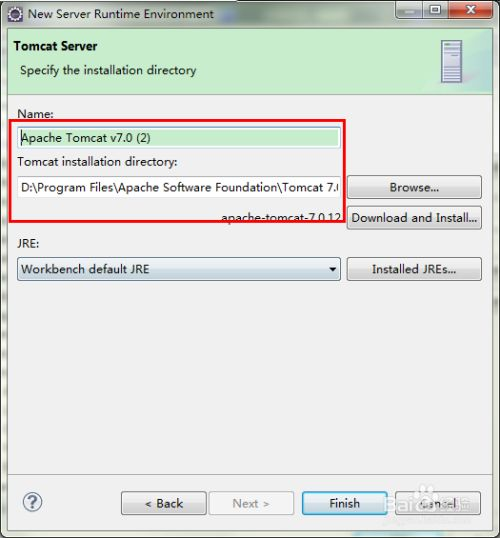 New Server Runtime Environment
Tomcat Server
Specify the installation directory
Name:
Apache Tomcat v7.0 (2)
Tomcat installation directory:
D:\Program Files\Apache Software Foundation\Tomcat 7.0
Browse...
apache-tomcat-7.0.12
Download and Install...
JRE:
Workbench default JRE
Installed JREs...
?
< Back
Next >
Finish
Cancel